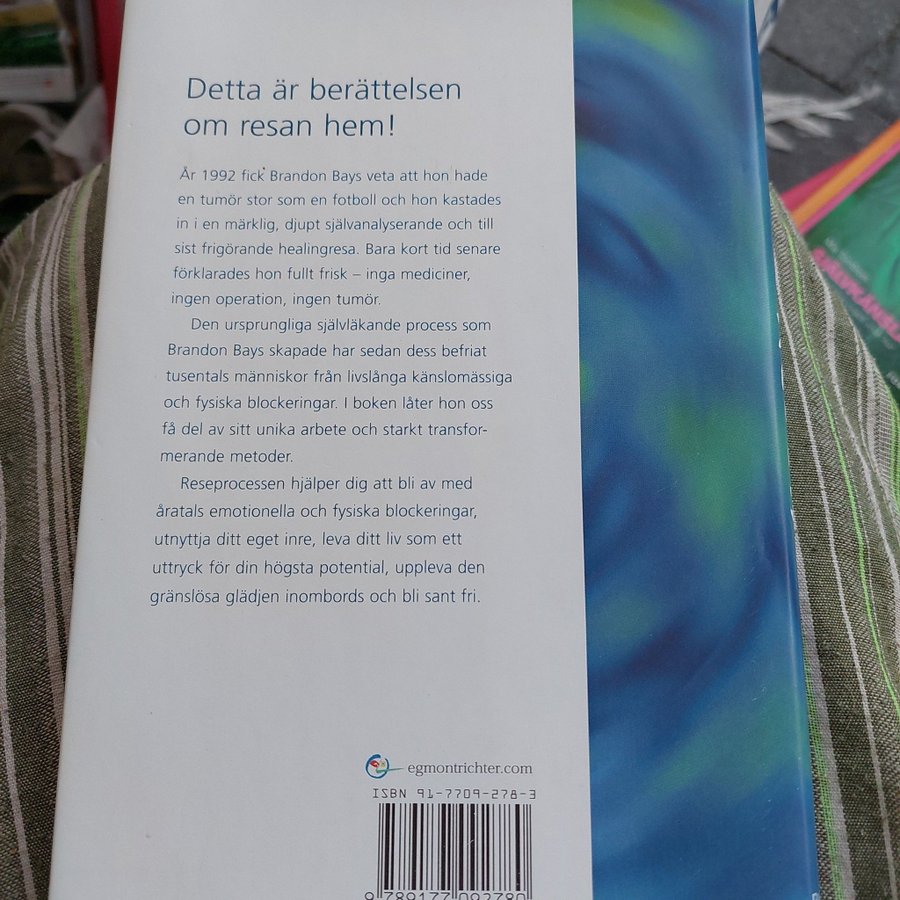 Detta är berättelsen
om resan hem!
År 1992 fick Brandon Bays veta att hon hade
en tumör stor som en fotboll och hon kastades
in i en märklig, djupt självanalyserande och till
sist frigörande healingresa. Bara kort tid senare
förklarades hon fullt frisk – inga mediciner,
ingen operation, ingen tumör.
Den ursprungliga självläkande process som
Brandon Bays skapade har sedan dess befriat
tusentals människor från livslånga känslomässiga
och fysiska blockeringar. I boken låter hon oss
få del av sitt unika arbete och starkt transfor-
merande metoder.
Reseprocessen hjälper dig att bli av med
åratals emotionella och fysiska blockeringar,
utnyttja ditt eget inre, leva ditt liv som ett
uttryck för din högsta potential, uppleva den
gränslösa glädjen inombords och bli sant fri.
egmontrichter.com
ISBN 91-7709-278-3
9 789177 092780